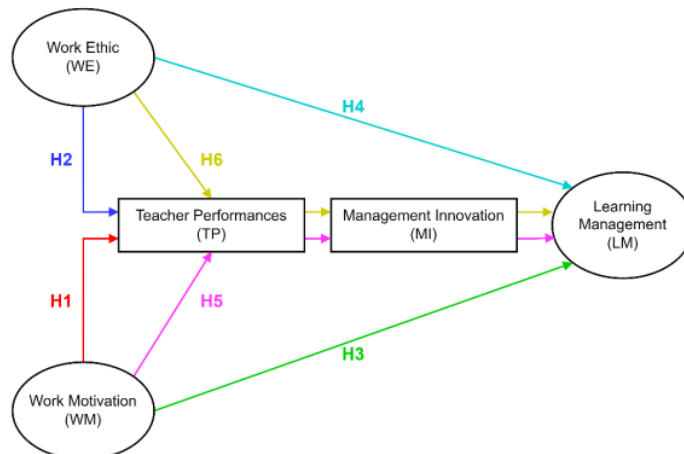 Work Ethic
(WE)
H4
H2
H6
Teacher Performances
(TP)
Management Innovation
(MI)
Learning
Management
(LM)
H1
H5
H3
Work Motivation
(WM)